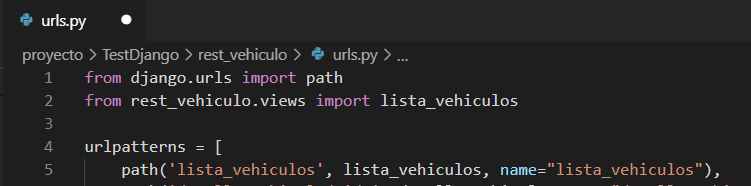 urls.py
proyecto > TestDjango > rest_vehiculo > urls.py > ...
1 from django.urls import path
2 from rest_vehiculo.views import lista_vehiculos
3
4 urlpatterns = [
5 path('lista_vehiculos', lista_vehiculos, name="lista_vehiculos"),